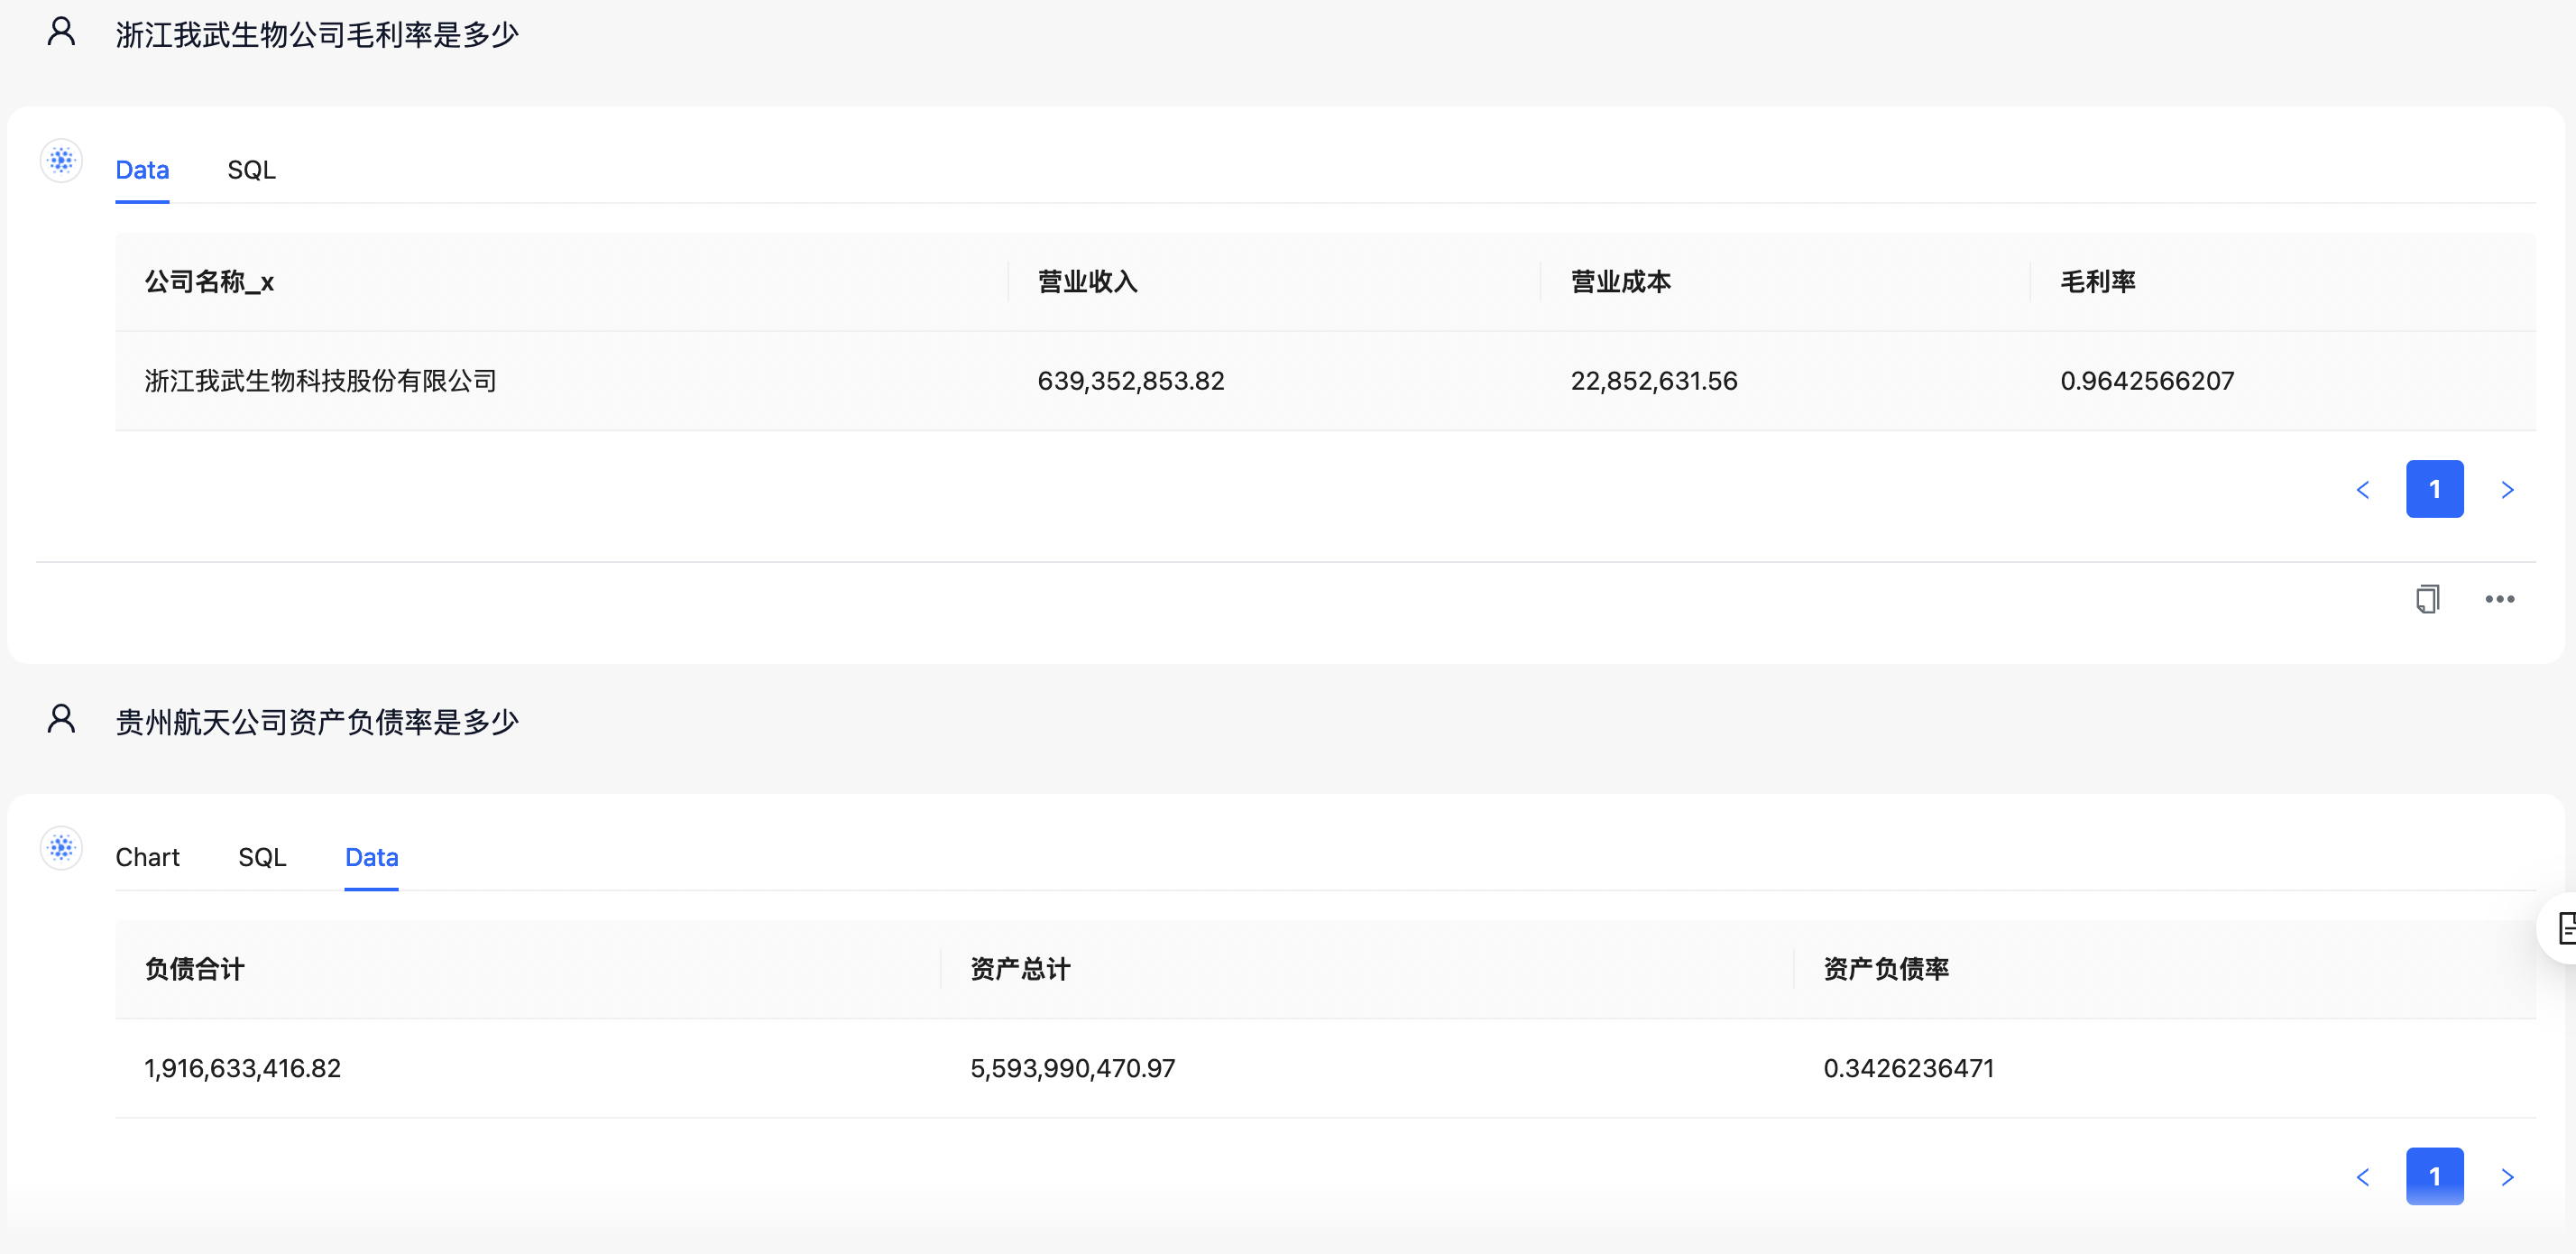 浙江我武生物公司毛利率是多少
Data SQL
公司名称_x 营业收入 营业成本 毛利率
浙江我武生物科技股份有限公司 639,352,853.82 22,852,631.56 0.9642566207
1
贵州航天公司资产负债率是多少
Chart SQL Data
负债合计 资产总计 资产负债率
1,916,633,416.82 5,593,990,470.97 0.3426236471
1